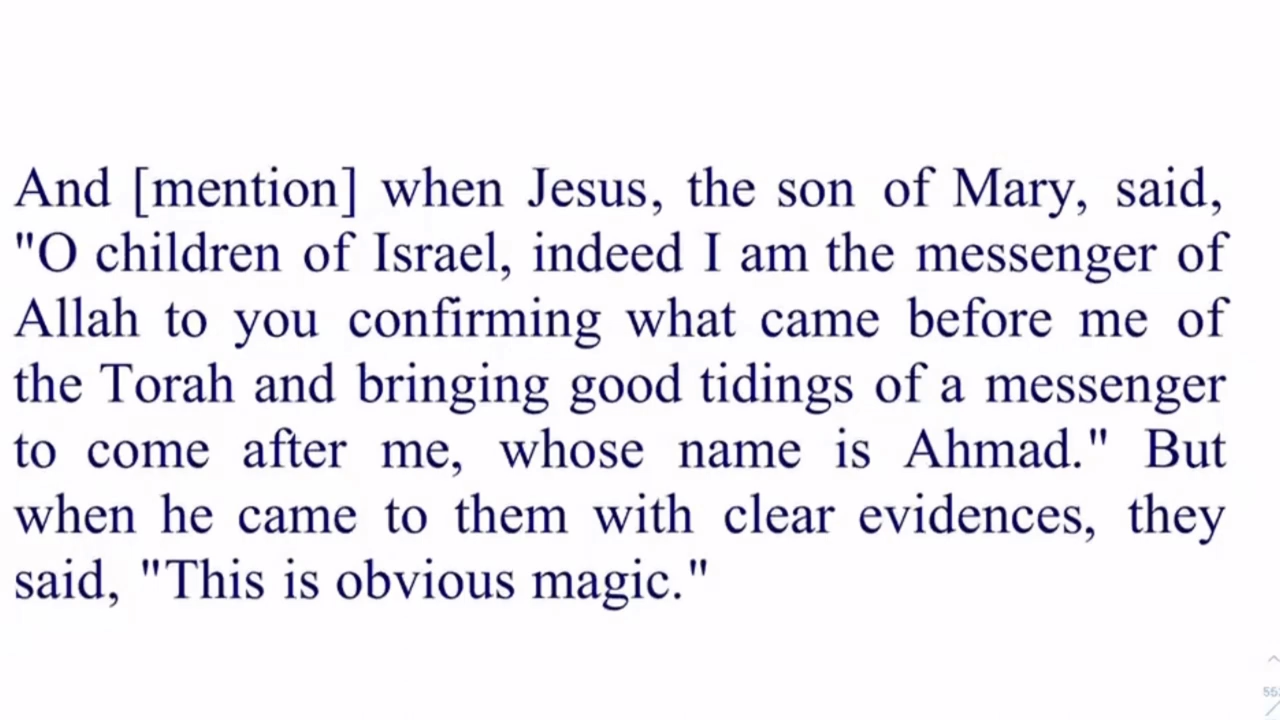 And [mention] when Jesus, the son of Mary, said,
"O children of Israel, indeed I am the messenger of
Allah to you confirming what came before me of
the Torah and bringing good tidings of a messenger
to come after me, whose name is Ahmad." But
when he came to them with clear evidences, they
said, "This is obvious magic."